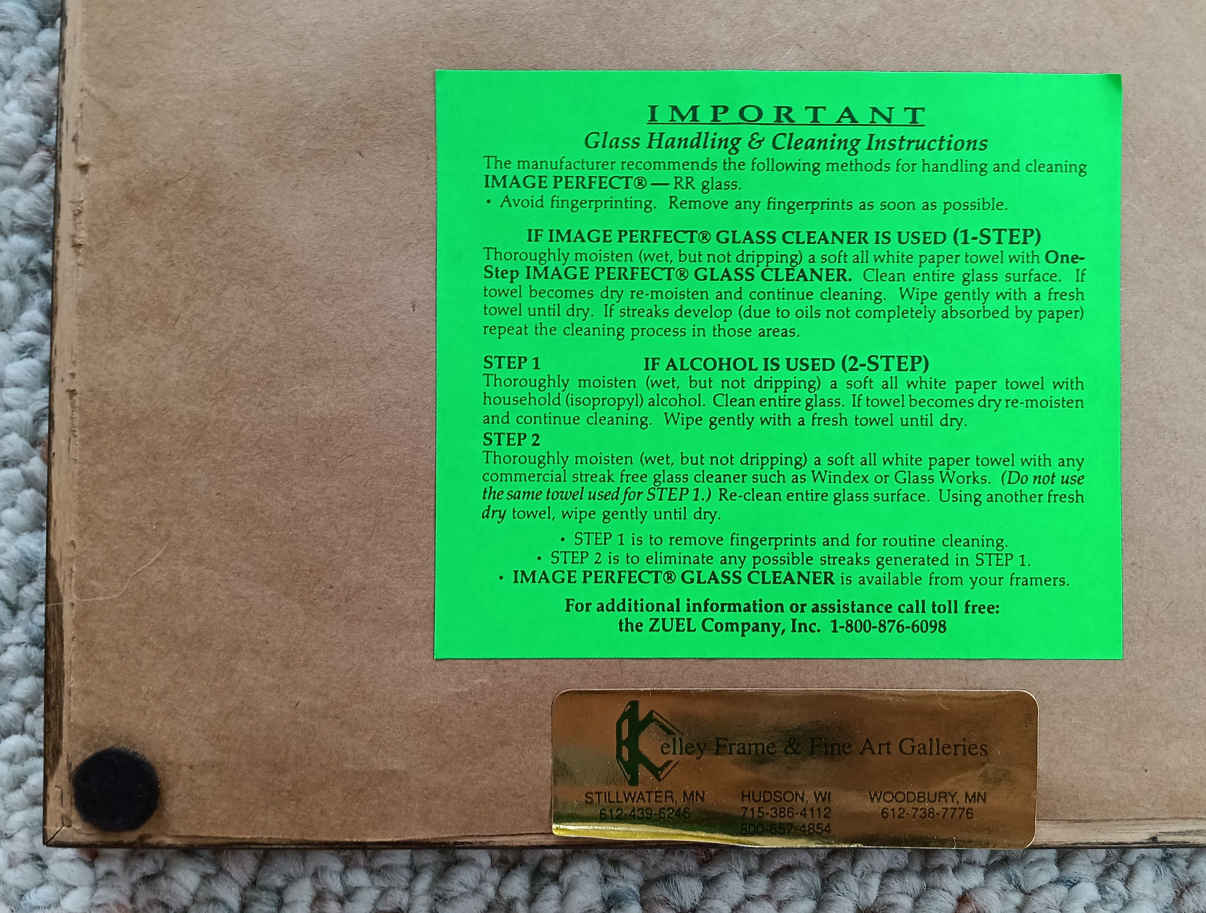 IMPORTANT
Glass Handling & Cleaning Instructions
The manufacturer recommends the following methods for handling and cleaning
IMAGE PERFECT® — RR glass.
• Avoid fingerprinting. Remove any fingerprints as soon as possible.
IF IMAGE PERFECT® GLASS CLEANER IS USED (1-STEP)
Thoroughly moisten (wet, but not dripping) a soft all white paper towel with One-
Step IMAGE PERFECT® GLASS CLEANER. Clean entire glass surface. If
towel becomes dry re-moisten and continue cleaning. Wipe gently with a fresh
towel until dry. If streaks develop (due to oils not completely absorbed by paper)
repeat the cleaning process in those areas.
STEP 1 IF ALCOHOL IS USED (2-STEP)
Thoroughly moisten (wet, but not dripping) a soft all white paper towel with
household (isopropyl) alcohol. Clean entire glass. If towel becomes dry re-moisten
and continue cleaning. Wipe gently with a fresh towel until dry.
STEP 2
Thoroughly moisten (wet, but not dripping) a soft all white paper towel with any
commercial streak free glass cleaner such as Windex or Glass Works. (Do not use
the same towel used for STEP 1.) Re-clean entire glass surface. Using another fresh
dry towel, wipe gently until dry.
• STEP 1 is to remove fingerprints and for routine cleaning.
• STEP 2 is to eliminate any possible streaks generated in STEP 1.
• IMAGE PERFECT® GLASS CLEANER is available from your framers.
For additional information or assistance call toll free:
the ZUEL Company, Inc. 1-800-876-6098
Kelley Frame & Fine Art Galleries
STILLWATER, MN HUDSON, WI WOODBURY, MN
612-439-6246 715-386-4112 612-738-7776
800-657-4854